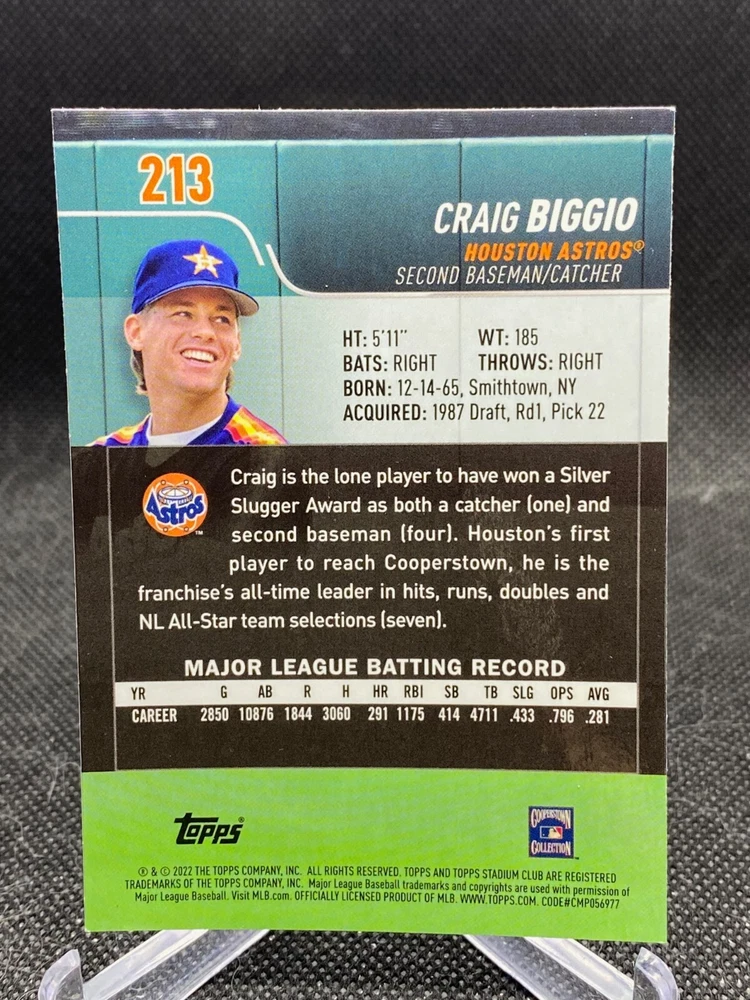 213
CRAIG BIGGIO
HOUSTON ASTROS®
SECOND BASEMAN/CATCHER
HT: 5'11" WT: 185
BATS: RIGHT THROWS: RIGHT
BORN: 12-14-65, Smithtown, NY
ACQUIRED: 1987 Draft, Rd1, Pick 22
Astros
TM
Craig is the lone player to have won a Silver
Slugger Award as both a catcher (one) and
second baseman (four). Houston's first
player to reach Cooperstown, he is the
franchise's all-time leader in hits, runs, doubles and
NL All-Star team selections (seven).
MAJOR LEAGUE BATTING RECORD
YR G AB R H HR RBI SB TB SLG OPS AVG
CAREER 2850 10876 1844 3060 291 1175 414 4711 .433 .796 .281
Topps®
COOPERSTOWN
COLLECTION
® & © 2022 THE TOPPS COMPANY, INC. ALL RIGHTS RESERVED. TOPPS AND TOPPS STADIUM CLUB ARE REGISTERED
TRADEMARKS OF THE TOPPS COMPANY, INC. Major League Baseball trademarks and copyrights are used with permission of
Major League Baseball. Visit MLB.com. OFFICIALLY LICENSED PRODUCT OF MLB. WWW.TOPPS.COM. CODE#CMP056977